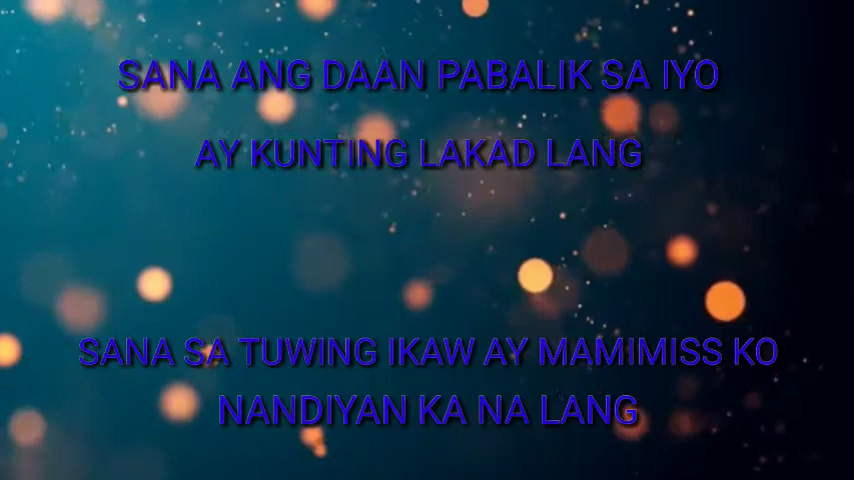 SANA ANG DAAN PABALIK SA IYO
AY KUNTING LAKAD LANG
SANA SA TUWING IKAW AY MAMIMISS KO
NANDIYAN KA NA LANG